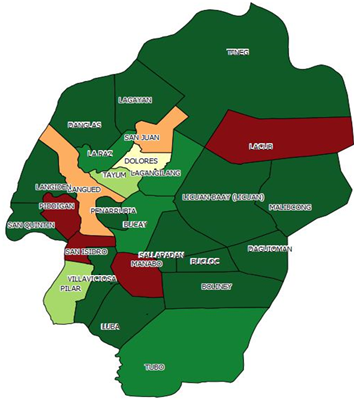 TINEG
LAGAYAN
DANGLAS
SAN JUAN
LACUB
LA PAZ
DOLORES
LAGANGILANG
TAYUM
LANGIDEN
BANGUED
LICUAN-BAAY (LICUAN)
PIDIGAN
PENARRUBIA
MALIBCONG
SAN QUINTIN
BUCAY
DAGUIOMAN
SAN ISIDRO
SALLAPADAN
BUCLOC
MANABO
VILLAVICIOSA
PILAR
BOLINEY
LUBA
TUBO